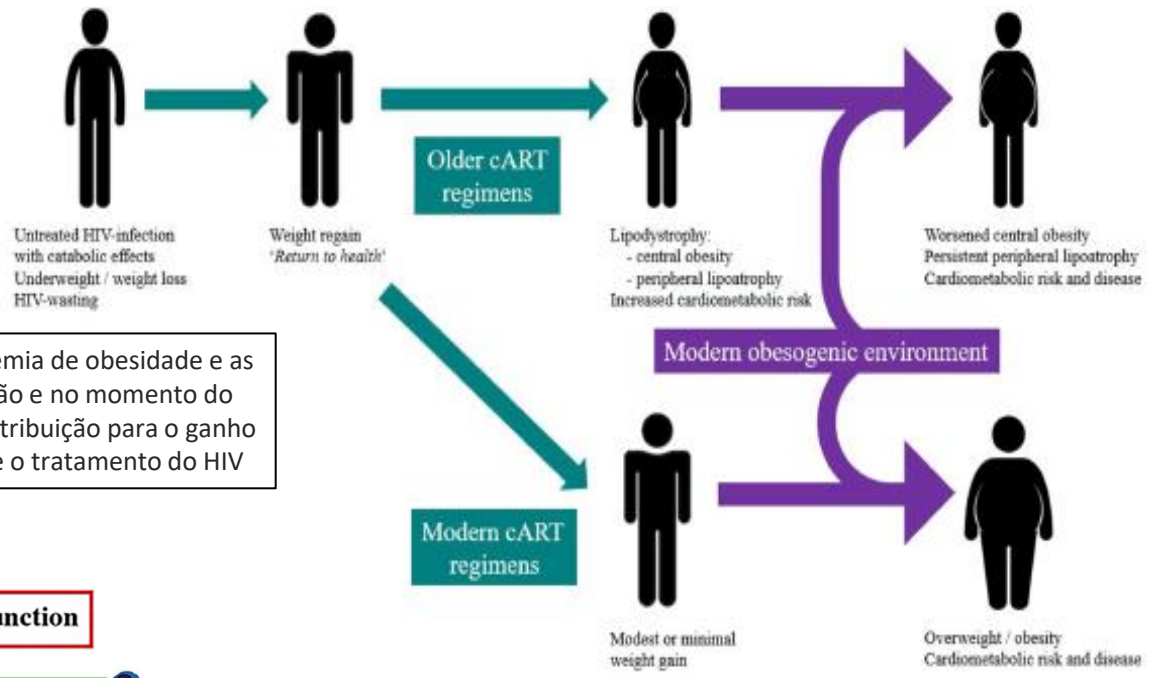 Untreated HIV-infection
with catabolic effects
Underweight / weight loss
HIV-wasting
Weight regain
'Return to health'
Older cART
regimens
Lipodystrophy:
- central obesity
- peripheral lipoatrophy
Increased cardiometabolic risk
Worsened central obesity
Persistent peripheral lipoatrophy
Cardiometabolic risk and disease
Modern obesogenic environment
emia de obesidade e as
ão e no momento do
tribuição para o ganho
e o tratamento do HIV
Modern cART
regimens
Modest or minimal
weight gain
Overweight / obesity
Cardiometabolic risk and disease
unction